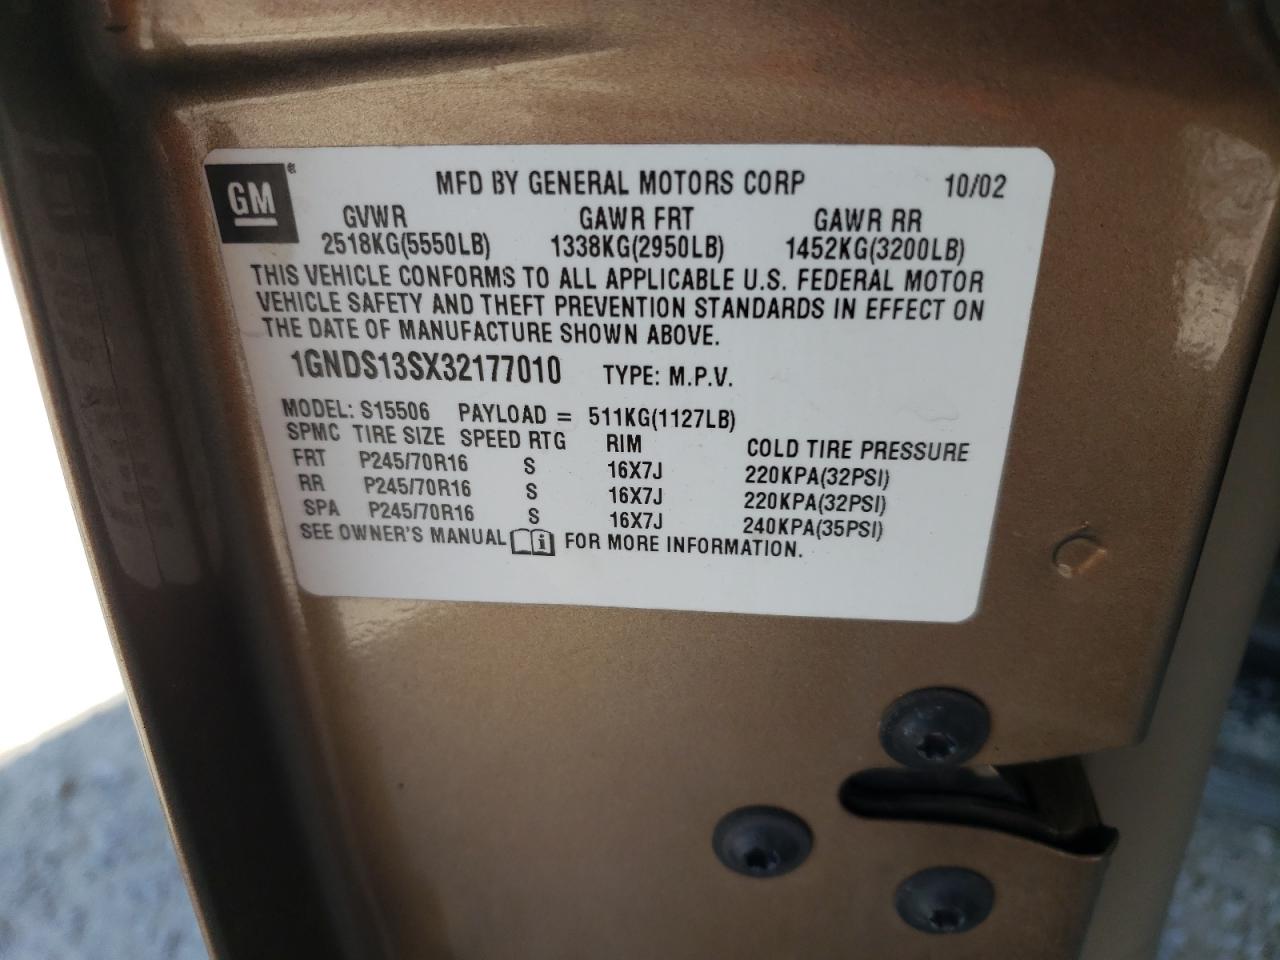 GM® MFD BY GENERAL MOTORS CORP 10/02
GVWR GAWR FRT GAWR RR
2518KG(5550LB) 1338KG(2950LB) 1452KG(3200LB)
THIS VEHICLE CONFORMS TO ALL APPLICABLE U.S. FEDERAL MOTOR
VEHICLE SAFETY AND THEFT PREVENTION STANDARDS IN EFFECT ON
THE DATE OF MANUFACTURE SHOWN ABOVE.
1GNDS13SX32177010 TYPE: M.P.V.
MODEL: S15506 PAYLOAD = 511KG(1127LB)
SPMC TIRE SIZE SPEED RTG RIM COLD TIRE PRESSURE
FRT P245/70R16 S 16X7J 220KPA(32PSI)
RR P245/70R16 S 16X7J 220KPA(32PSI)
SPA P245/70R16 S 16X7J 240KPA(35PSI)
SEE OWNER'S MANUAL i FOR MORE INFORMATION.